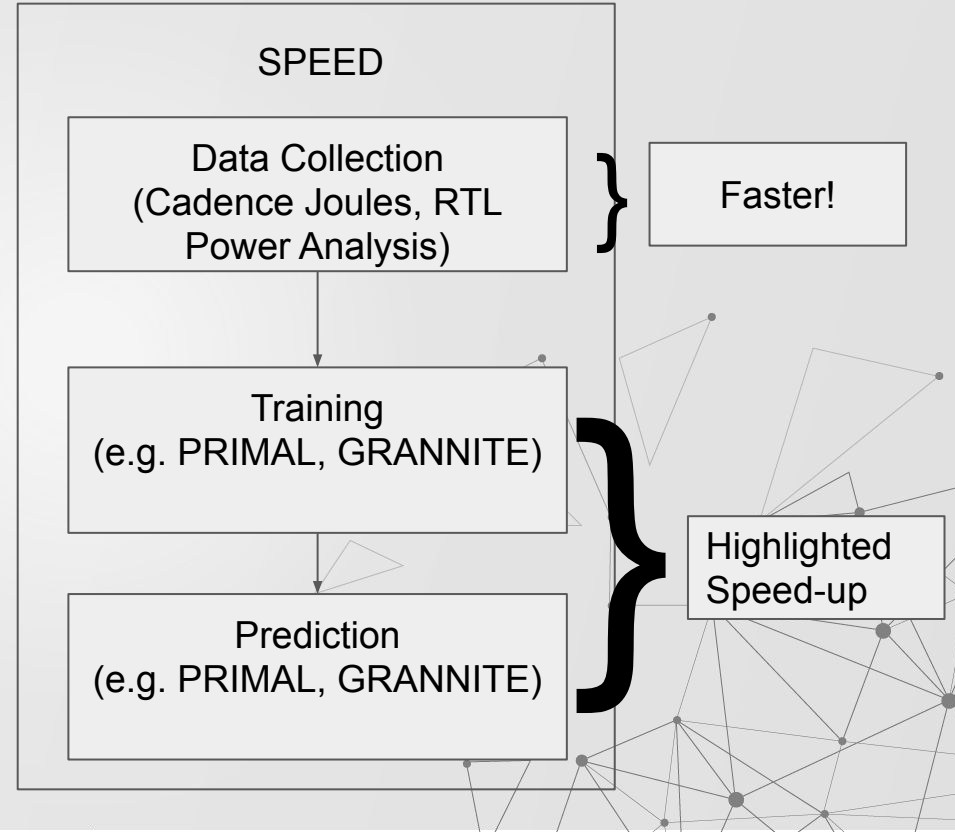 SPEED
Data Collection
(Cadence Joules, RTL
Power Analysis)
Faster!
Training
(e.g. PRIMAL, GRANNITE)
Highlighted
Speed-up
Prediction
(e.g. PRIMAL, GRANNITE)